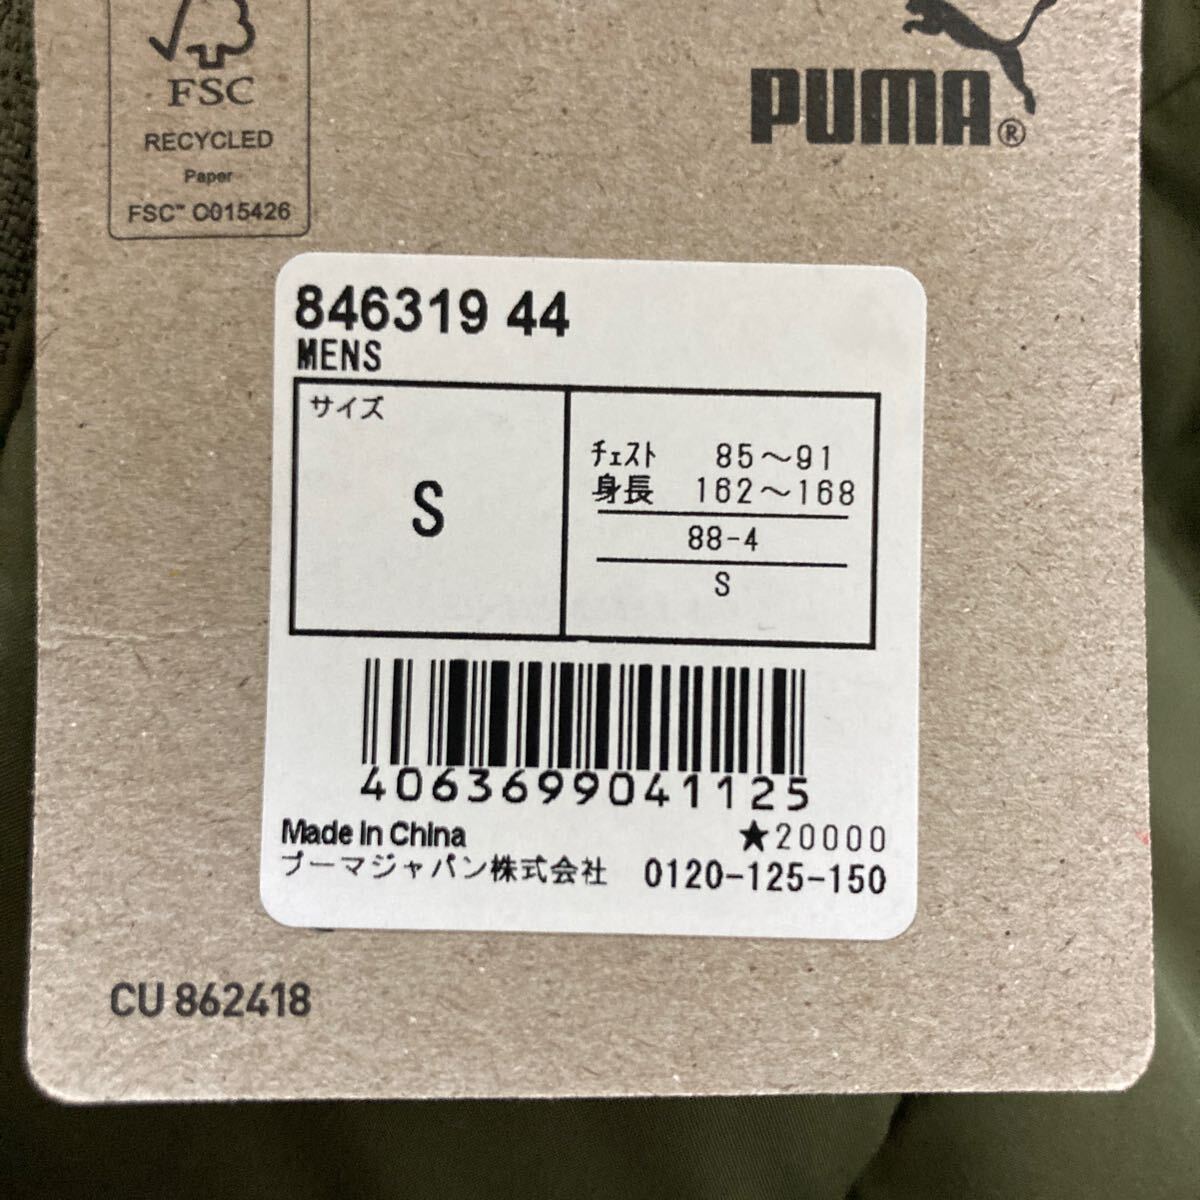 FSC
RECYCLED
Paper
FSC™ C015426
PUMA®
846319 44
MENS
サイズ
S
チェスト 85～91
身長 162～168
88-4
S
4063699041125
Made in China ★20000
プーマジャパン株式会社 0120-125-150
CU 862418